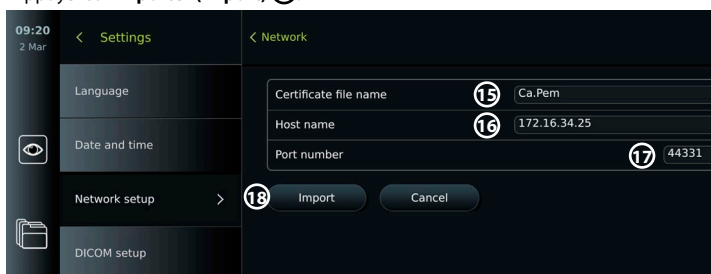 09:20
2 Mar
< Settings
< Network
Language
Date and time
Network setup >
DICOM setup
Certificate file name 15 Ca.Pem
Host name 16 172.16.34.25
Port number 17 44331
18 Import Cancel